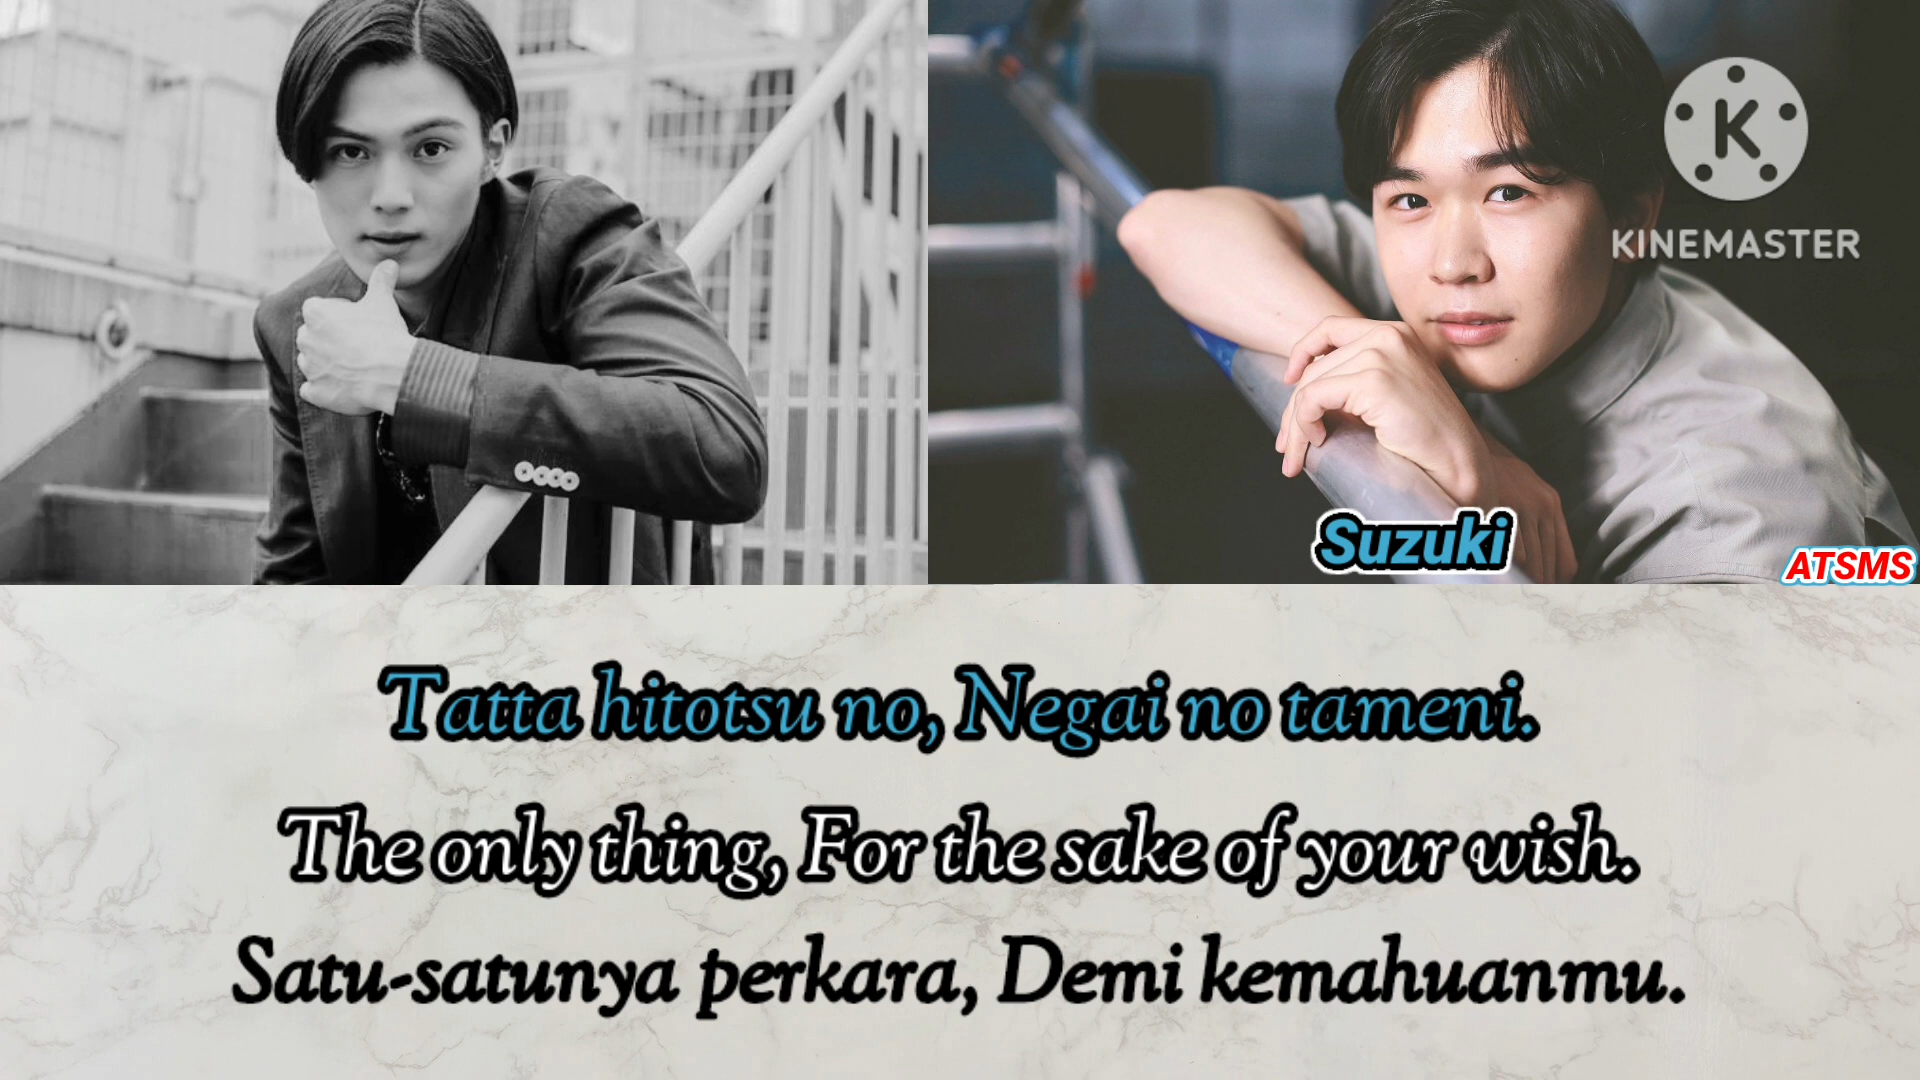 K
KINEMASTER
Suzuki
ATSMS
Tatta hitotsu no, Negai no tameni.
The only thing, For the sake of your wish.
Satu-satunya perkara, Demi kemahuanmu.